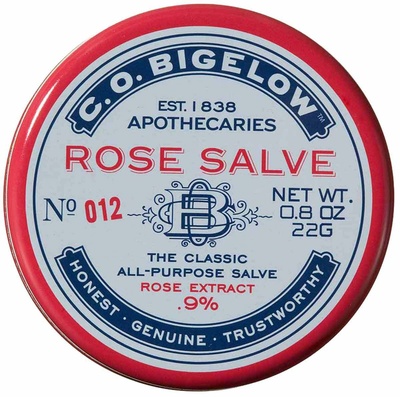 C.O. BIGELOW™
EST. 1838
APOTHECARIES
ROSE SALVE
Nº 012
NET WT.
0.8 OZ
22G
THE CLASSIC
ALL-PURPOSE SALVE
ROSE EXTRACT
.9%
HONEST · GENUINE · TRUSTWORTHY